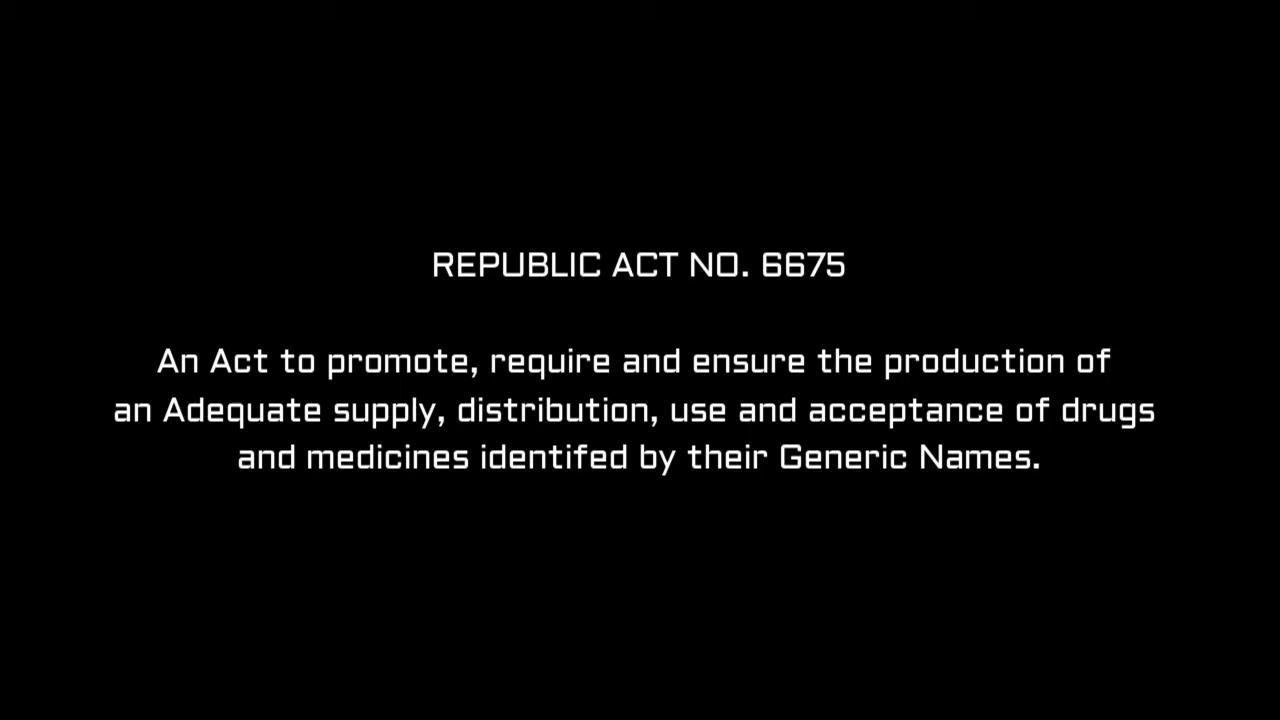 REPUBLIC ACT NO. 6675
An Act to promote, require and ensure the production of
an Adequate supply, distribution, use and acceptance of drugs
and medicines identifed by their Generic Names.